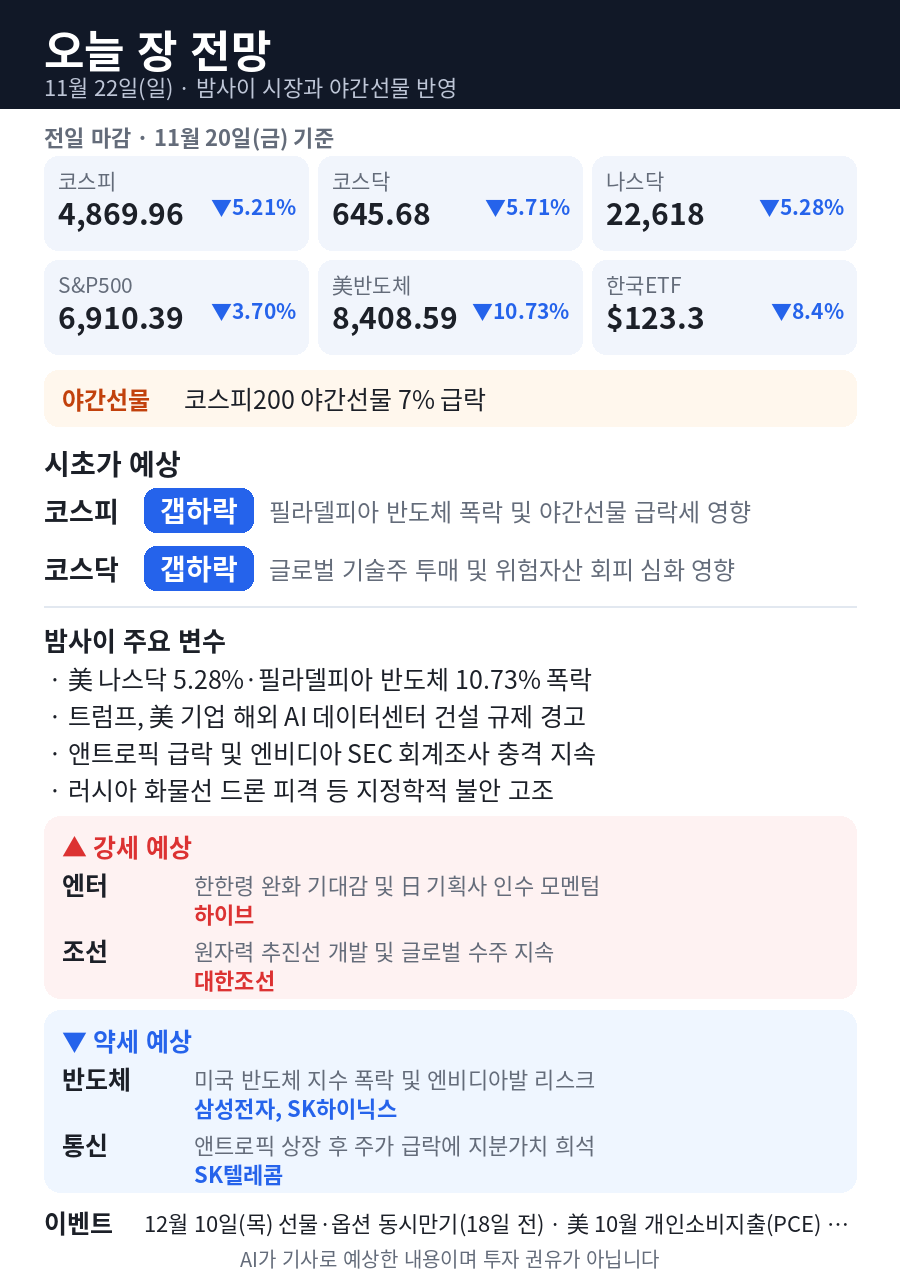 오늘 장 전망
11월 22일(일) · 밤사이 시장과 야간선물 반영
전일 마감 · 11월 20일(금) 기준
코스피
4,869.96 ▼5.21%
코스닥
645.68 ▼5.71%
나스닥
22,618 ▼5.28%
S&P500
6,910.39 ▼3.70%
美반도체
8,408.59 ▼10.73%
한국ETF
$123.3 ▼8.4%
야간선물 코스피200 야간선물 7% 급락
시초가 예상
코스피 갭하락 필라델피아 반도체 폭락 및 야간선물 급락세 영향
코스닥 갭하락 글로벌 기술주 투매 및 위험자산 회피 심화 영향
밤사이 주요 변수
· 美 나스닥 5.28%·필라델피아 반도체 10.73% 폭락
· 트럼프, 美 기업 해외 AI 데이터센터 건설 규제 경고
· 앤트로픽 급락 및 엔비디아 SEC 회계조사 충격 지속
· 러시아 화물선 드론 피격 등 지정학적 불안 고조
▲ 강세 예상
엔터 한한령 완화 기대감 및 日 기획사 인수 모멘텀
하이브
조선 원자력 추진선 개발 및 글로벌 수주 지속
대한조선
▼ 약세 예상
반도체 미국 반도체 지수 폭락 및 엔비디아발 리스크
삼성전자, SK하이닉스
통신 앤트로픽 상장 후 주가 급락에 지분가치 희석
SK텔레콤
이벤트 12월 10일(목) 선물·옵션 동시만기(18일 전) · 美 10월 개인소비지출(PCE) …
AI가 기사로 예상한 내용이며 투자 권유가 아닙니다